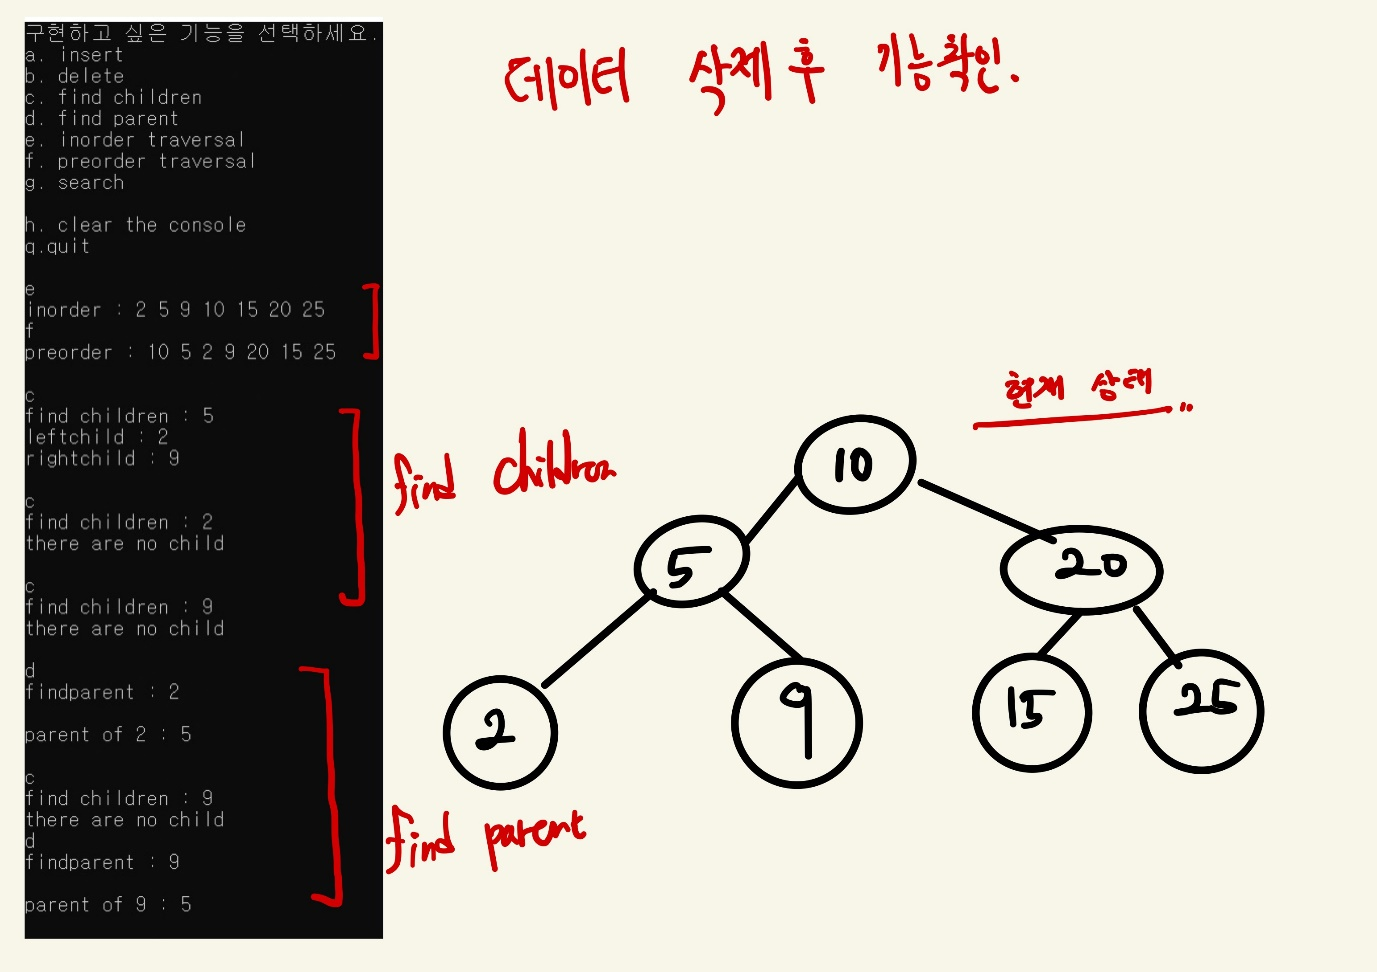 구현하고 싶은 기능을 선택하세요.
a. insert
b. delete
c. find children
d. find parent
e. inorder traversal
f. preorder traversal
g. search
h. clear the console
q.quit
e
inorder : 2 5 9 10 15 20 25
f
preorder : 10 5 2 9 20 15 25
c
find children : 5
leftchild : 2
rightchild : 9
c
find children : 2
there are no child
c
find children : 9
there are no child
d
findparent : 2
parent of 2 : 5
c
find children : 9
there are no child
d
findparent : 9
parent of 9 : 5
데이터 삭제 후 기능확인.
현재 상태
find children
find parent
10
5
20
2
9
15
25